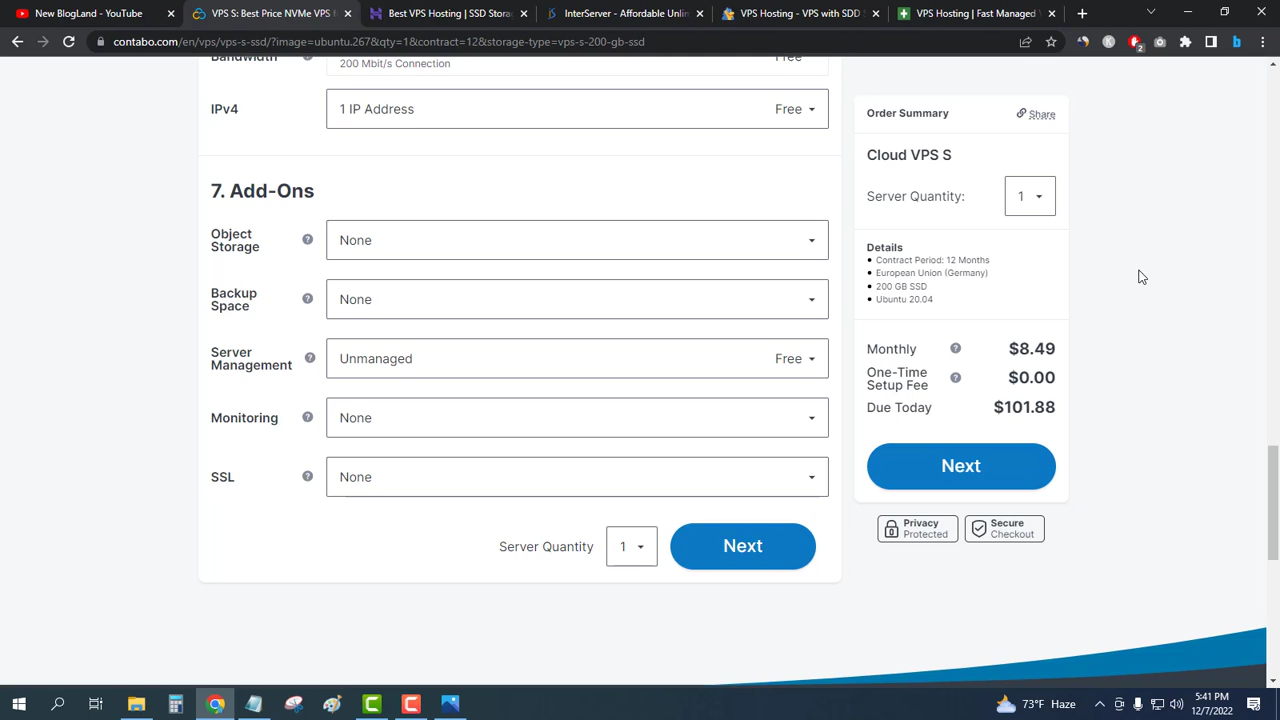 New BlogLand - YouTube
VPS S: Best Price NVMe VPS
Best VPS Hosting | SSD Storage
InterServer - Affordable Unlim
VPS Hosting - VPS with SDD S
VPS Hosting | Fast Managed V
contabo.com/en/vps/vps-s-ssd/?image=ubuntu.267&qty=1&contract=12&storage-type=vps-s-200-gb-ssd
2
Bandwidth
200 Mbit/s Connection
Free
IPv4
1 IP Address
Free
7. Add-Ons
Object
Storage
None
Backup
Space
None
Server
Management
Unmanaged
Free
Monitoring
None
SSL
None
Server Quantity
1
Next
Order Summary
Share
Cloud VPS S
Server Quantity:
1
Details
Contract Period: 12 Months
European Union (Germany)
200 GB SSD
Ubuntu 20.04
Monthly
$8.49
One-Time
Setup Fee
$0.00
Due Today
$101.88
Next
Privacy
Protected
Secure
Checkout
73°F Haze
5:41 PM
12/7/2022